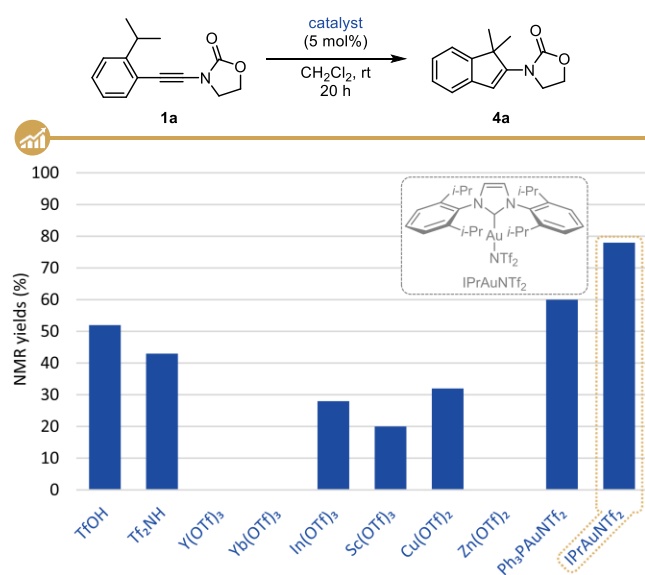 catalyst
(5 mol%)
CH₂Cl₂, rt
20 h
O
N
O
1a
O
N
O
4a
NMR yields (%)
100
90
80
70
60
50
40
30
20
10
0
i-Pr
i-Pr
N
N
i-Pr
i-Pr
Au
NTf₂
IPrAuNTf₂
TfOH
Tf₂NH
Y(OTf)₃
Yb(OTf)₃
In(OTf)₃
Sc(OTf)₃
Cu(OTf)₂
Zn(OTf)₂
Ph₃PAuNTf₂
IPrAuNTf₂